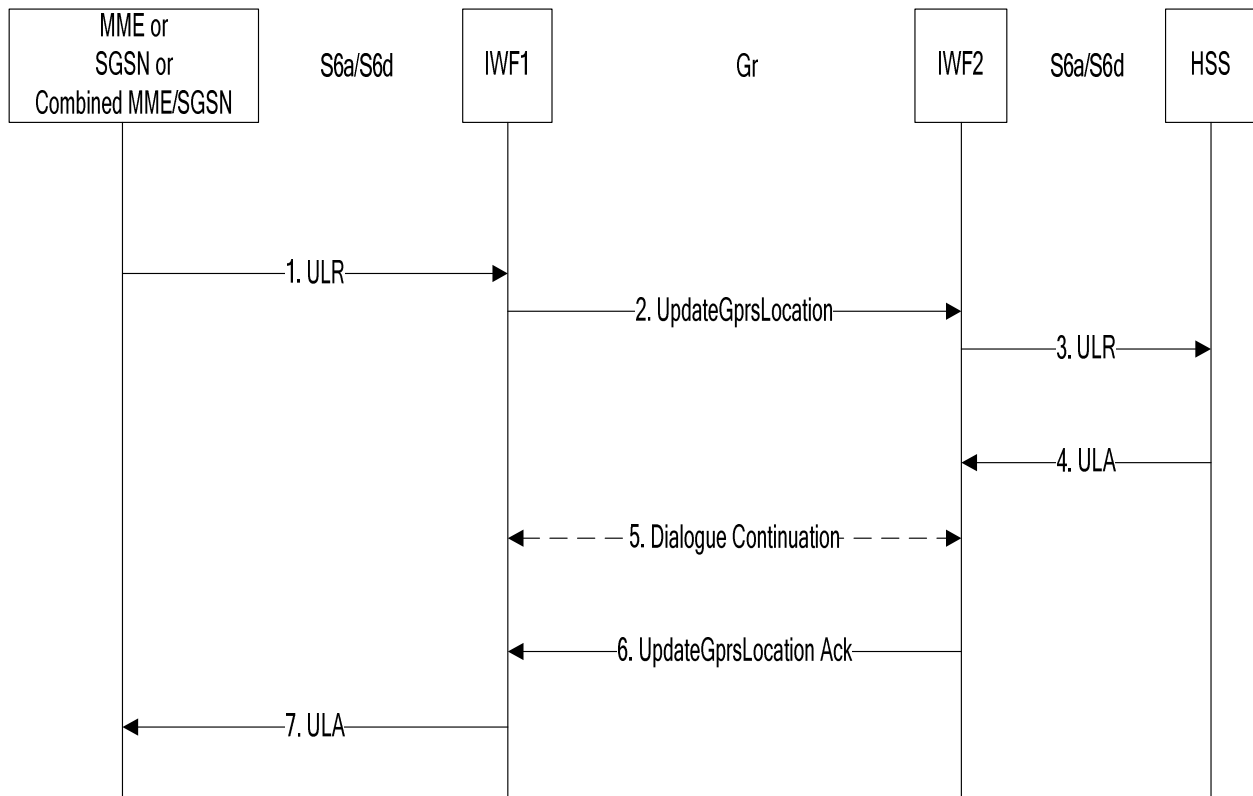 MME or
SGSN or
Combined MME/SGSN
S6a/S6d
IWF1
Gr
IWF2
S6a/S6d
HSS
1. ULR
2. UpdateGprsLocation
3. ULR
4. ULA
5. Dialogue Continuation
6. UpdateGprsLocation Ack
7. ULA